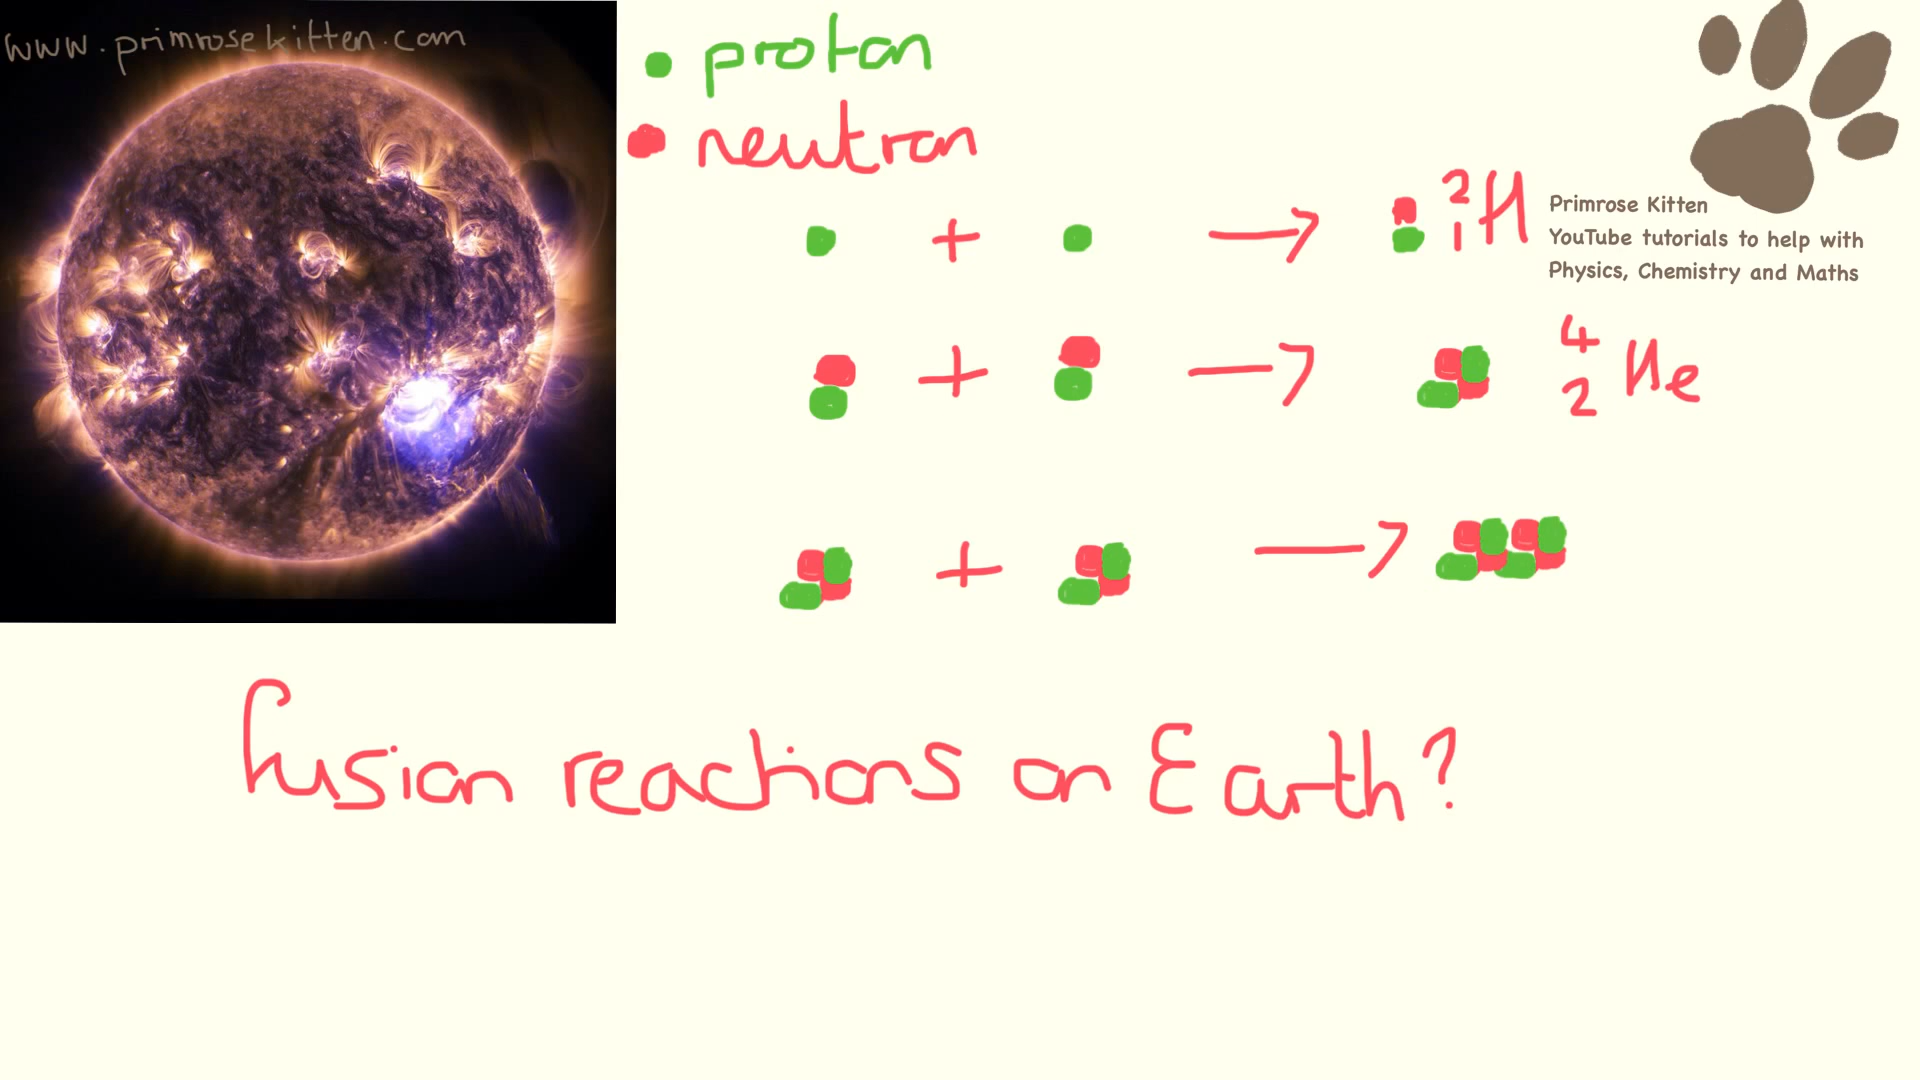 www.primrosekitten.com
proton
neutron
+ → ²₁H
Primrose Kitten
YouTube tutorials to help with
Physics, Chemistry and Maths
+ → ⁴₂He
+ →
fusion reactions on Earth?